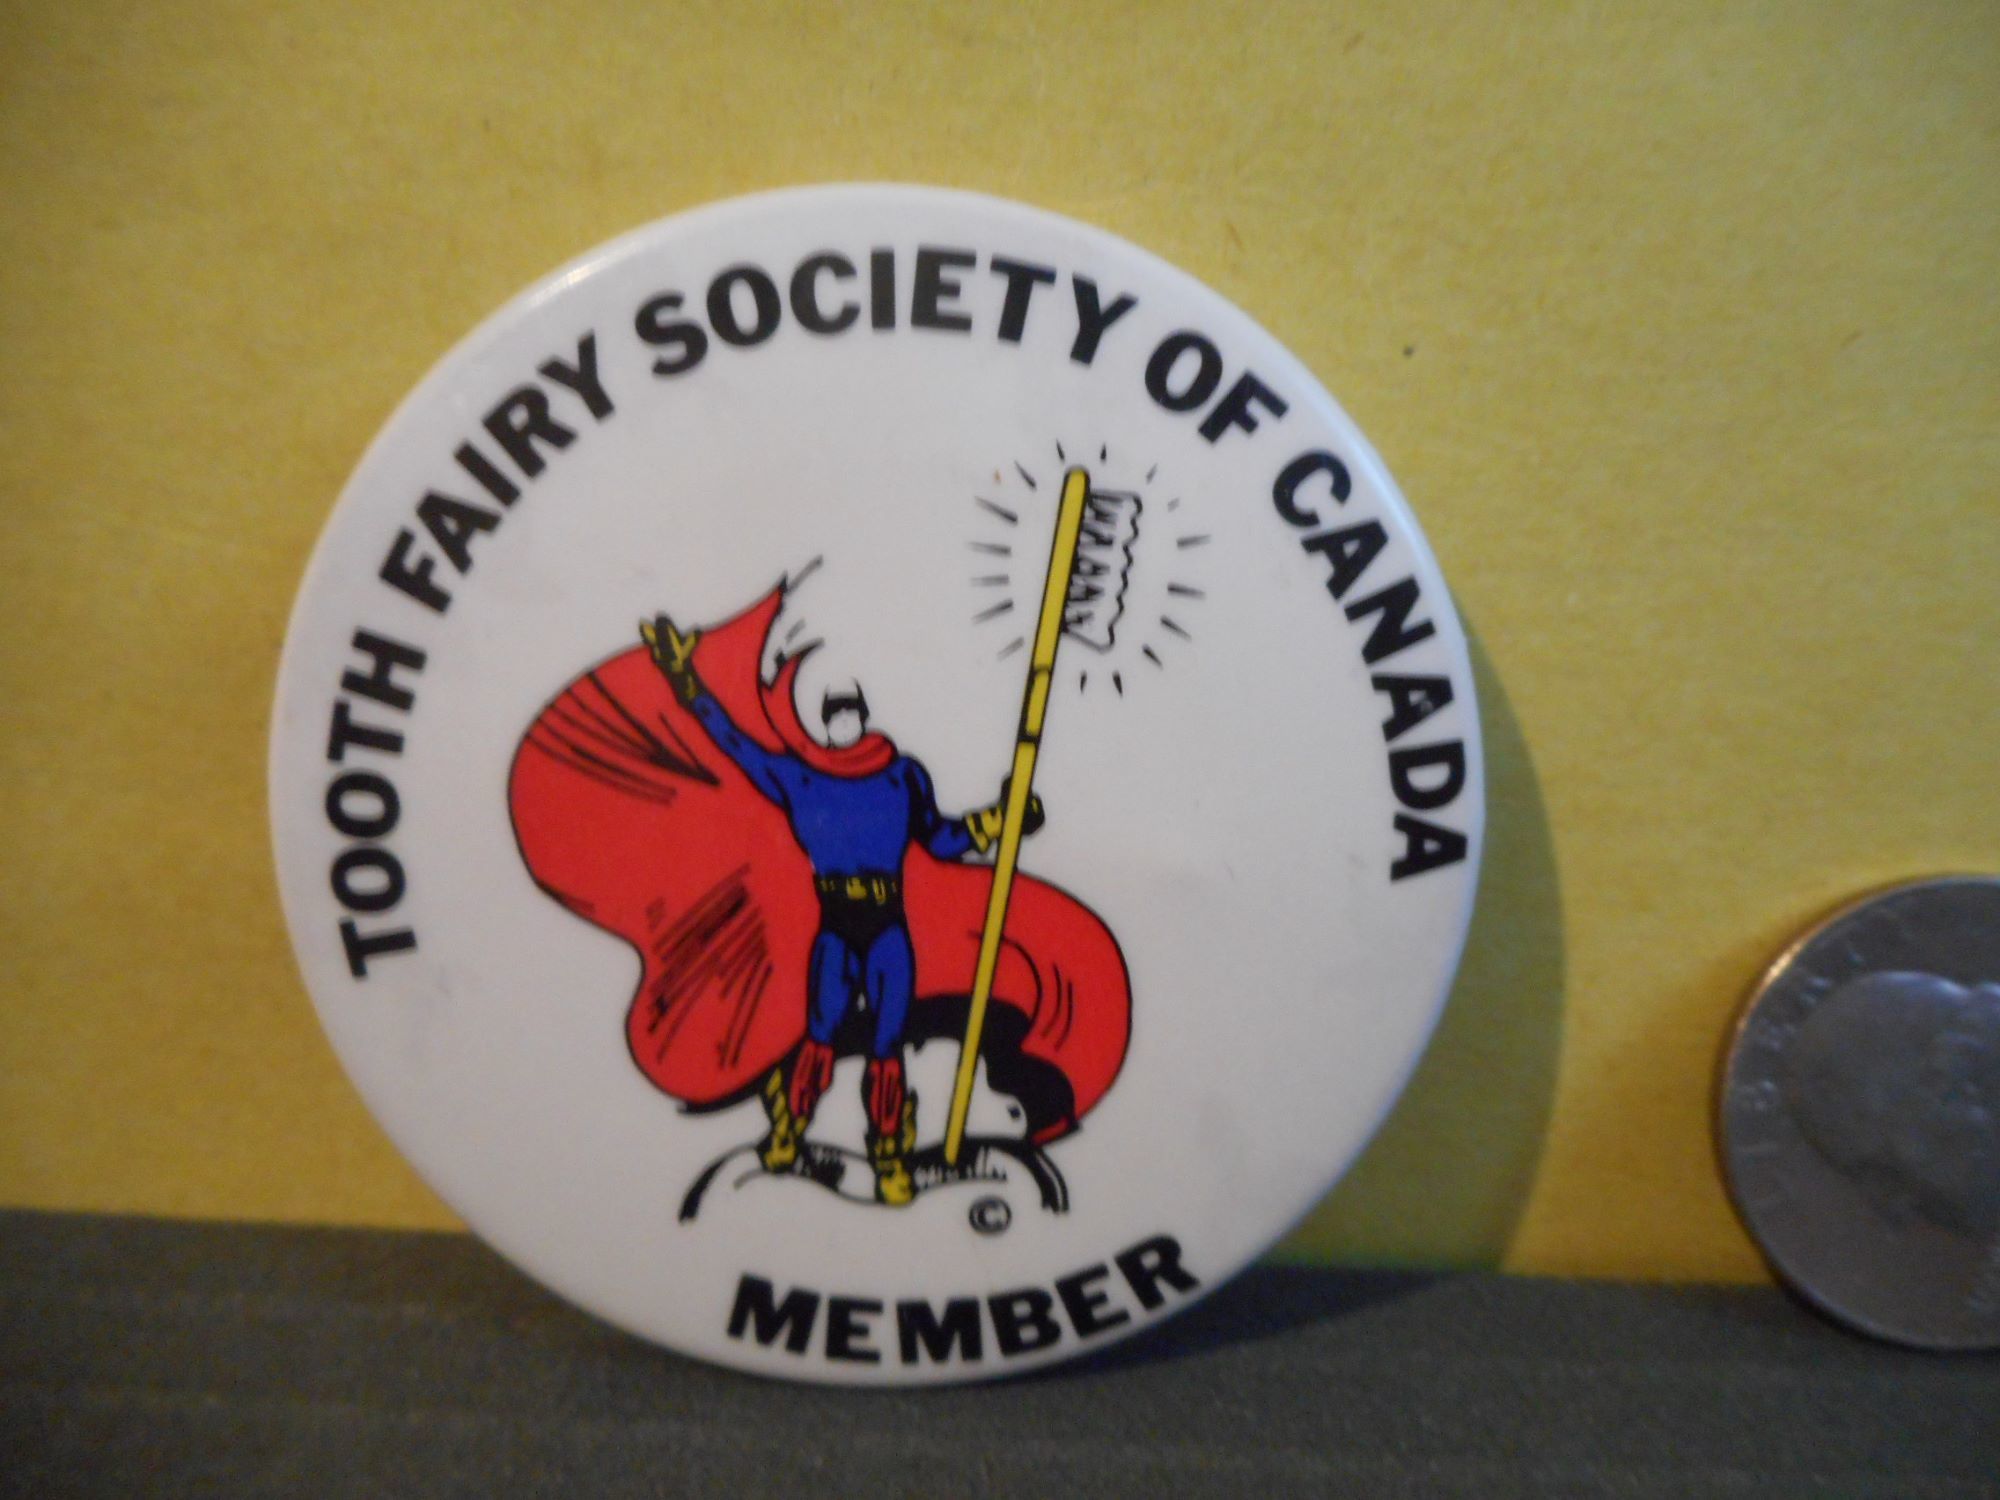 TOOTH FAIRY SOCIETY OF CANADA
©
MEMBER